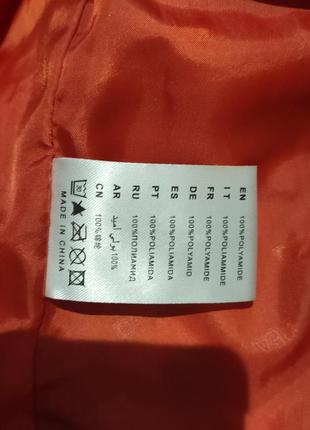 EN 100%POLYAMIDE
IT 100%POLIAMMIDE
FR 100%POLYAMIDE
DE 100%POLYAMID
ES 100%POLIAMIDA
PT 100%POLIAMIDA
RU 100%ПОЛИАМИД
AR 100% بولي أميد
CN 100%锦纶
30
MADE IN CHINA